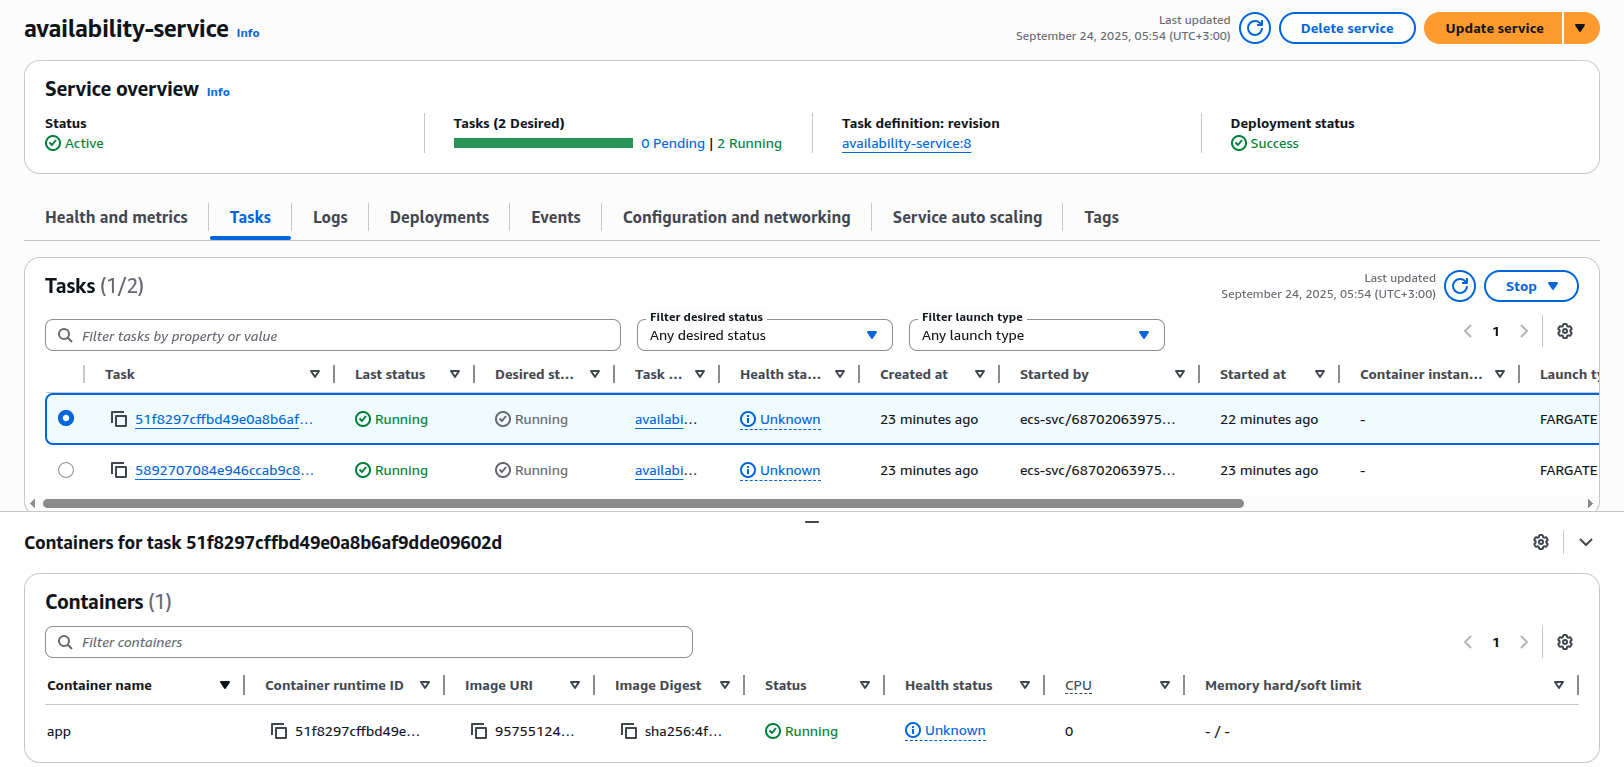 availability-service Info
Last updated
September 24, 2025, 05:54 (UTC+3:00)
Delete service
Update service
Service overview Info
Status
Active
Tasks (2 Desired)
0 Pending | 2 Running
Task definition: revision
availability-service:8
Deployment status
Success
Health and metrics Tasks Logs Deployments Events Configuration and networking Service auto scaling Tags
Tasks (1/2)
Last updated
September 24, 2025, 05:54 (UTC+3:00)
Stop
Filter tasks by property or value
Filter desired status
Any desired status
Filter launch type
Any launch type
1
Task Last status Desired st... Task ... Health sta... Created at Started by Started at Container instan... Launch ty
51f8297cffbd49e0a8b6af... Running Running availabi... Unknown 23 minutes ago ecs-svc/68702063975... 22 minutes ago - FARGATE
5892707084e946ccab9c8... Running Running availabi... Unknown 23 minutes ago ecs-svc/68702063975... 23 minutes ago - FARGATE
Containers for task 51f8297cffbd49e0a8b6af9dde09602d
Containers (1)
Filter containers
1
Container name Container runtime ID Image URI Image Digest Status Health status CPU Memory hard/soft limit
app 51f8297cffbd49e... 95755124... sha256:4f... Running Unknown 0 - / -